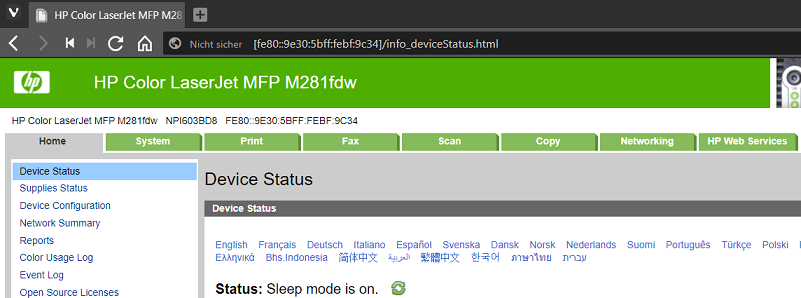 HP Color LaserJet MFP M28
Nicht sicher [fe80::9e30:5bff:febf:9c34]/info_deviceStatus.html
hp HP Color LaserJet MFP M281fdw
HP Color LaserJet MFP M281fdw NPI603BD8 FE80::9E30:5BFF:FEBF:9C34
Home System Print Fax Scan Copy Networking HP Web Services
Device Status
Supplies Status
Device Configuration
Network Summary
Reports
Color Usage Log
Event Log
Open Source Licenses
Device Status
Device Status
English Français Deutsch Italiano Español Svenska Dansk Norsk Nederlands Suomi Português Türkçe Polski
Ελληνικά Bhs.Indonesia 简体中文 العربية 繁體中文 한국어 ภาษาไทย עברית
Status: Sleep mode is on.